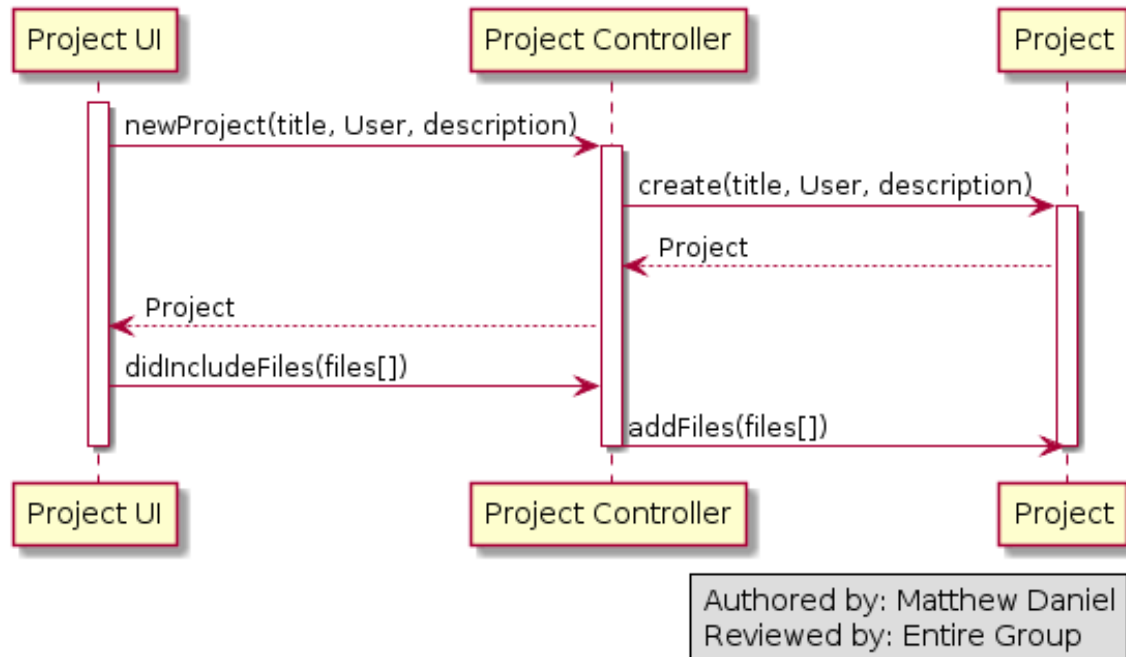 Project UI
Project Controller
Project
newProject(title, User, description)
create(title, User, description)
Project
Project
didIncludeFiles(files[])
addFiles(files[])
Project UI
Project Controller
Project
Authored by: Matthew Daniel
Reviewed by: Entire Group